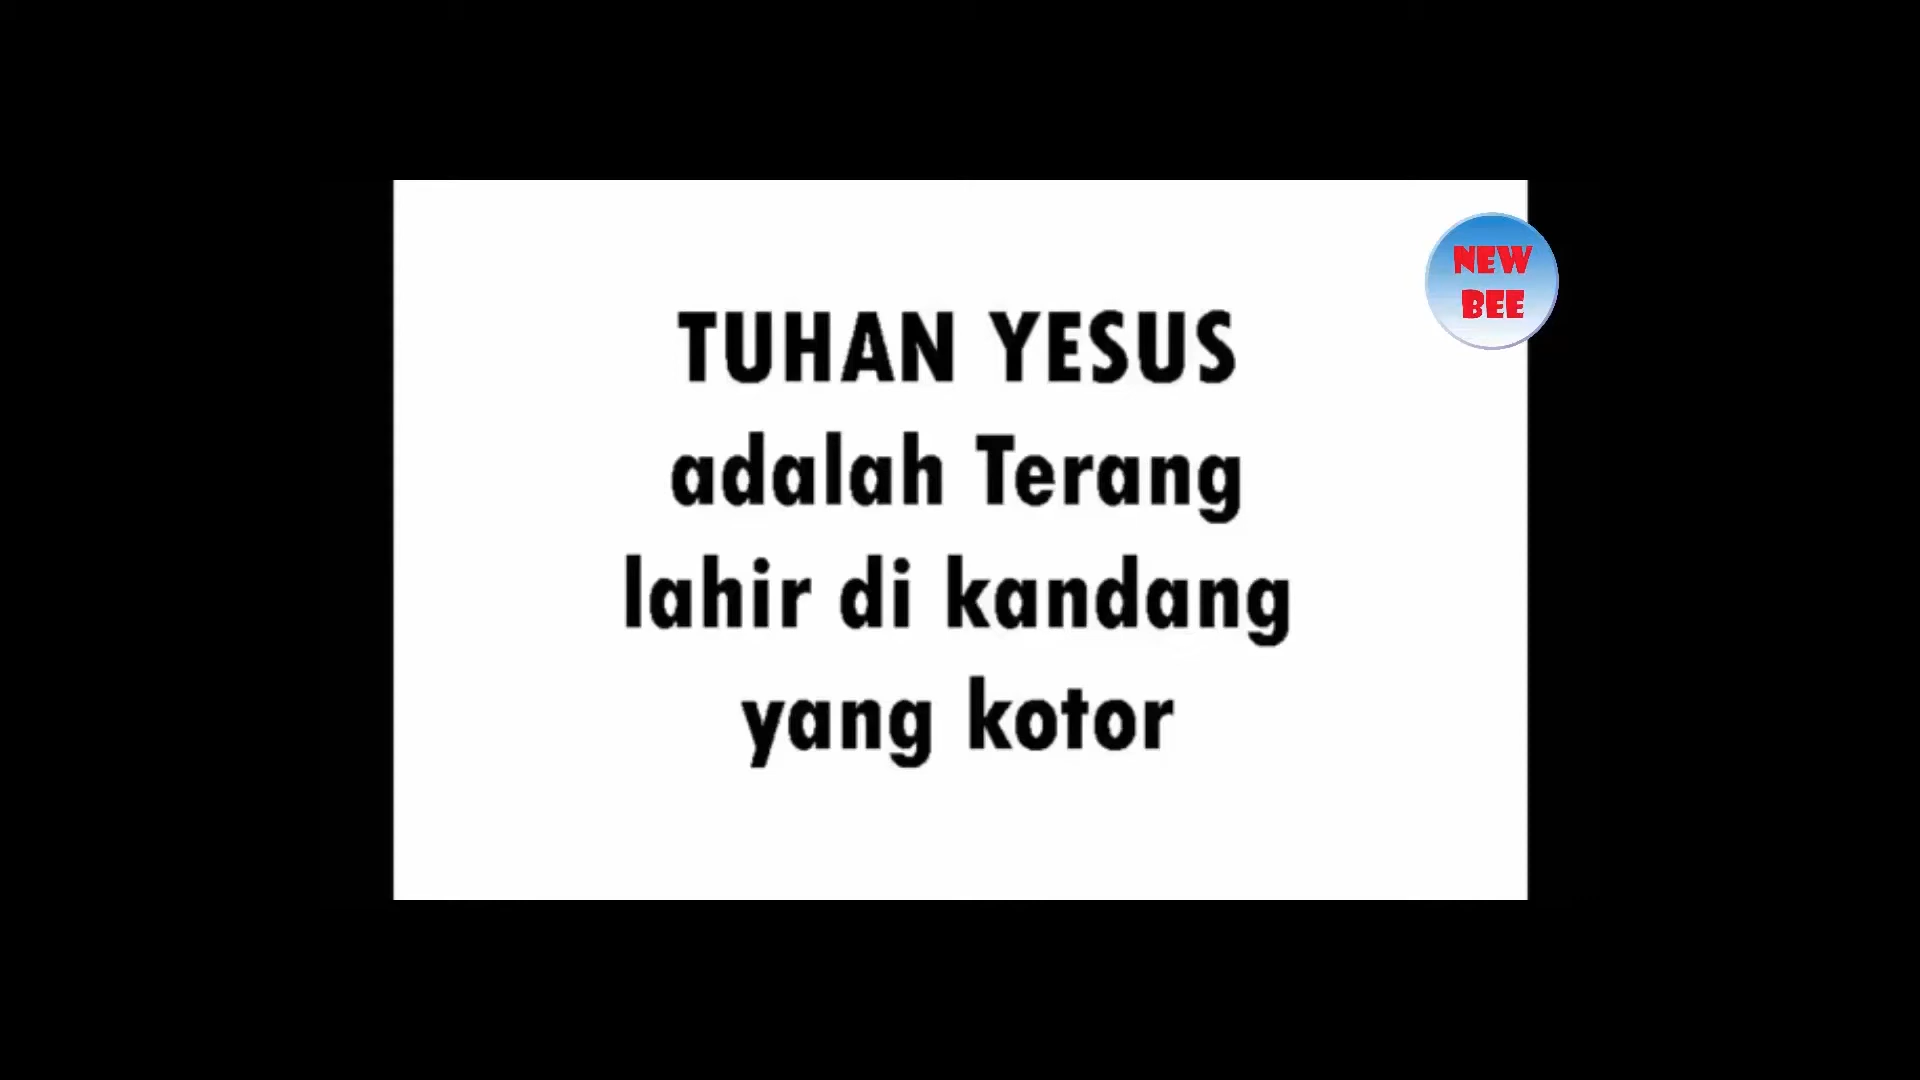 TUHAN YESUS
adalah Terang
lahir di kandang
yang kotor
NEW
BEE